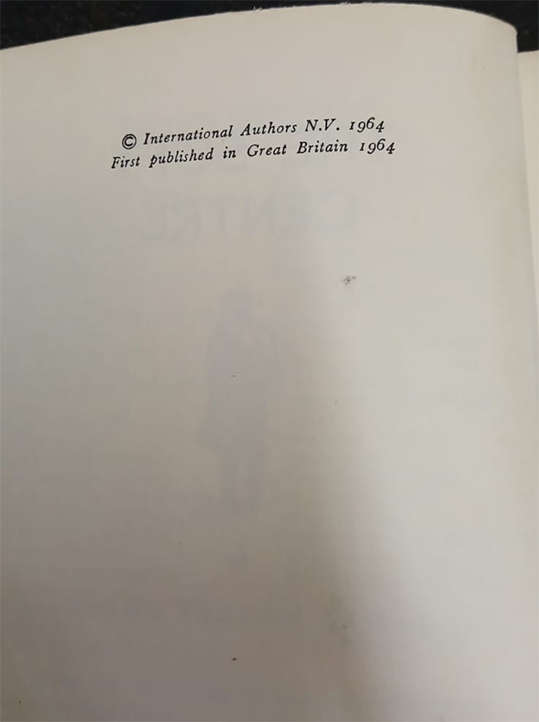 © International Authors N.V. 1964
First published in Great Britain 1964